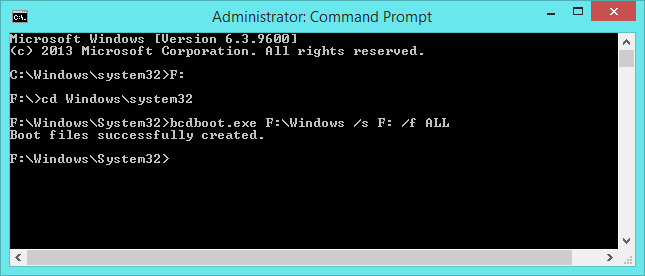 Administrator: Command Prompt
Microsoft Windows [Version 6.3.9600]
(c) 2013 Microsoft Corporation. All rights reserved.
C:\Windows\system32>F:
F:\>cd Windows\system32
F:\Windows\System32>bcdboot.exe F:\Windows /s F: /f ALL
Boot files successfully created.
F:\Windows\System32>